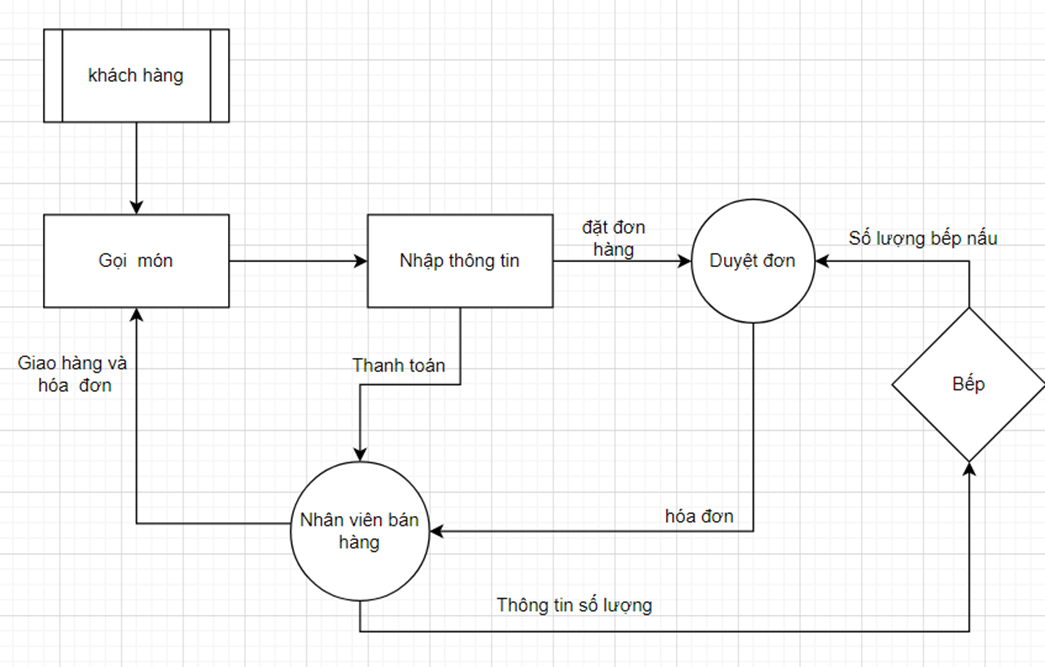 khách hàng
Gọi  món
Nhập thông tin
đặt đơn
hàng
Duyệt đơn
Số lượng bếp nấu
Giao hàng và
hóa  đơn
Thanh toán
Bếp
Nhân viên bán
hàng
hóa đơn
Thông tin số lượng